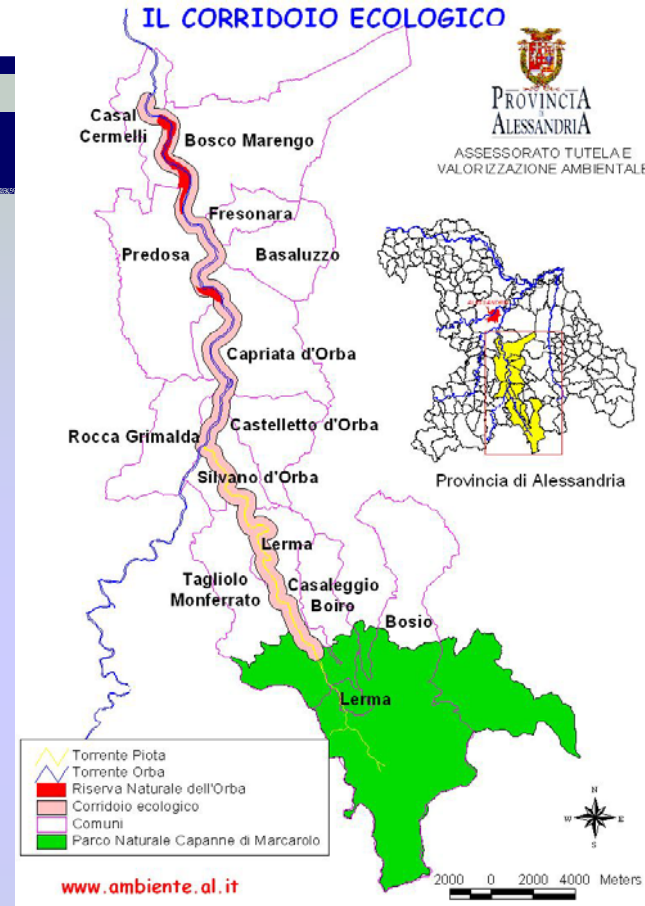 IL CORRIDOIO ECOLOGICO
PROVINCIA
DI
ALESSANDRIA
ASSESSORATO TUTELA E
VALORIZZAZIONE AMBIENTALE
Casal
Cermelli
Bosco Marengo
Fresonara
Predosa
Basaluzzo
ALESSANDRIA
Capriata d'Orba
Castelletto d'Orba
Rocca Grimalda
Silvano d'Orba
Provincia di Alessandria
Lerma
Tagliolo
Monferrato
Casaleggio
Boiro
Bosio
Lerma
Torrente Piota
Torrente Orba
Riserva Naturale dell'Orba
Corridoio ecologico
Comuni
Parco Naturale Capanne di Marcarolo
N
W E
S
www.ambiente.al.it
2000 0 2000 4000 Meters